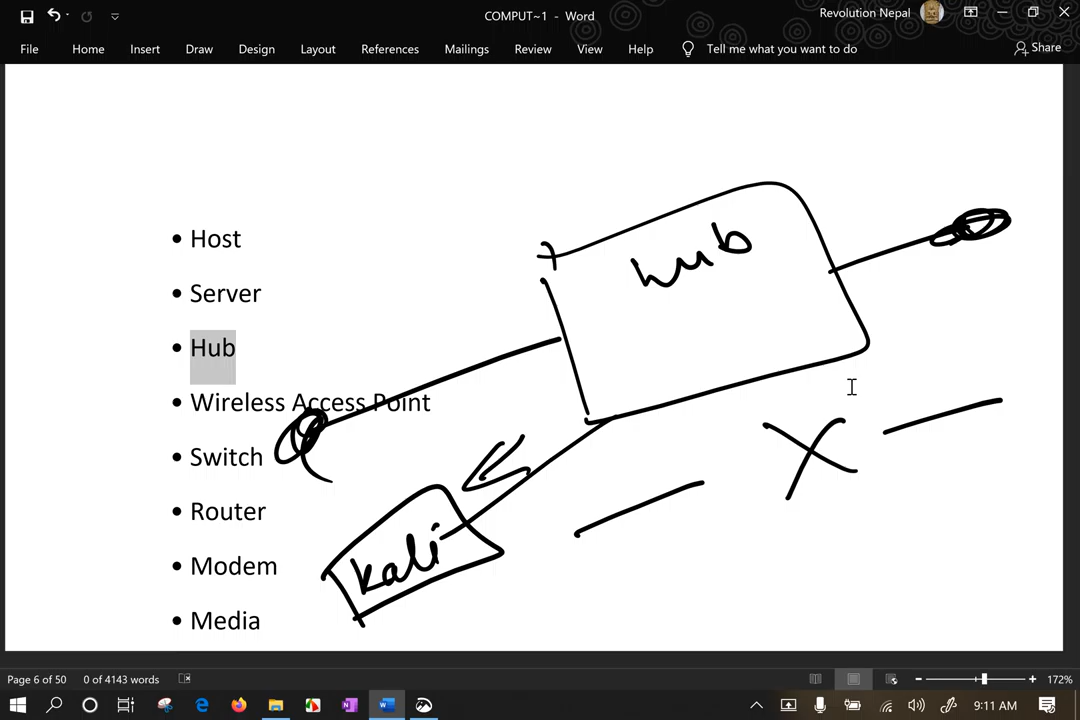 COMPUT~1 - Word
Revolution Nepal
File Home Insert Draw Design Layout References Mailings Review View Help Tell me what you want to do Share
• Host
• Server
• Hub
• Wireless Access Point
• Switch
• Router
• Modem
• Media
hub
kali
X
Page 6 of 50 0 of 4143 words 172%
9:11 AM